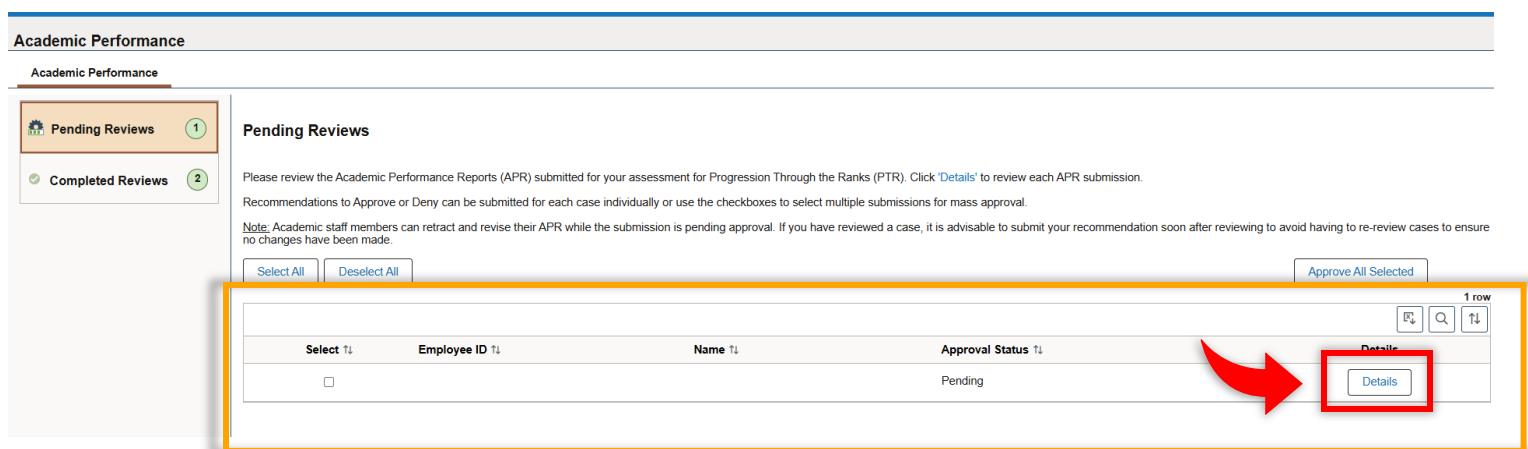 Academic Performance
Academic Performance
Pending Reviews 1
Completed Reviews 2
Pending Reviews
Please review the Academic Performance Reports (APR) submitted for your assessment for Progression Through the Ranks (PTR). Click 'Details' to review each APR submission.
Recommendations to Approve or Deny can be submitted for each case individually or use the checkboxes to select multiple submissions for mass approval.
Note: Academic staff members can retract and revise their APR while the submission is pending approval. If you have reviewed a case, it is advisable to submit your recommendation soon after reviewing to avoid having to re-review cases to ensure
no changes have been made.
Select All Deselect All Approve All Selected
1 row
Select Employee ID Name Approval Status Details
Pending Details